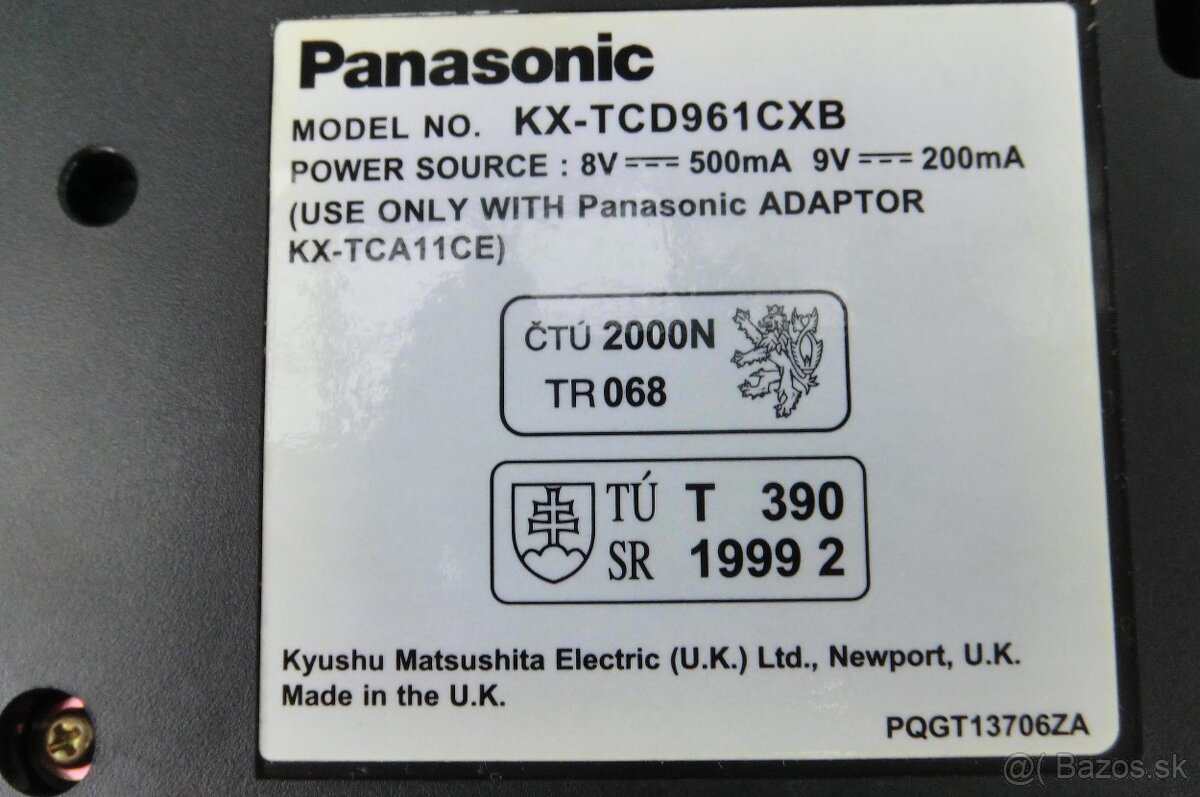 Panasonic
MODEL NO. KX-TCD961CXB
POWER SOURCE : 8V⎓ 500mA 9V⎓ 200mA
(USE ONLY WITH Panasonic ADAPTOR
KX-TCA11CE)
ČTÚ 2000N
TR 068
TÚ T 390
SR 1999 2
Kyushu Matsushita Electric (U.K.) Ltd., Newport, U.K.
Made in the U.K.
PQGT13706ZA
@( Bazos.sk